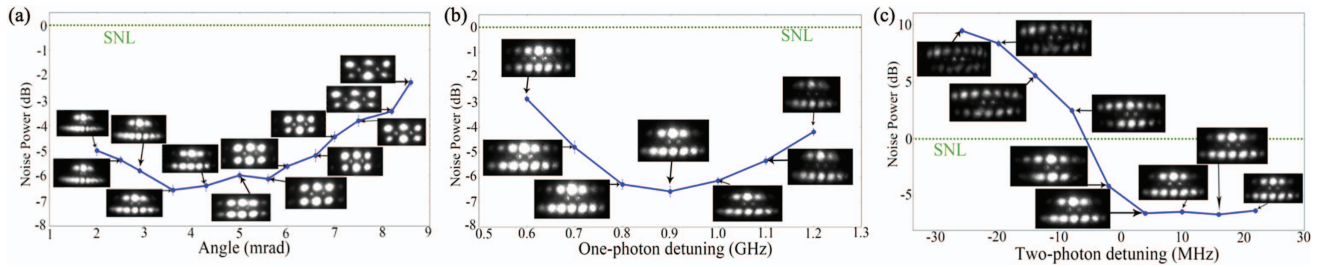 (a)
0
-1
-2
-3
-4
-5
-6
-7
-8
Noise Power (dB)
SNL
1 2 3 4 5 6 7 8 9
Angle (mrad)
(b)
0
-1
-2
-3
-4
-5
-6
-7
-8
Noise Power (dB)
SNL
0.5 0.6 0.7 0.8 0.9 1.0 1.1 1.2 1.3
One-photon detuning (GHz)
(c)
10
5
0
-5
Noise Power (dB)
SNL
-30 -20 -10 0 10 20 30
Two-photon detuning (MHz)